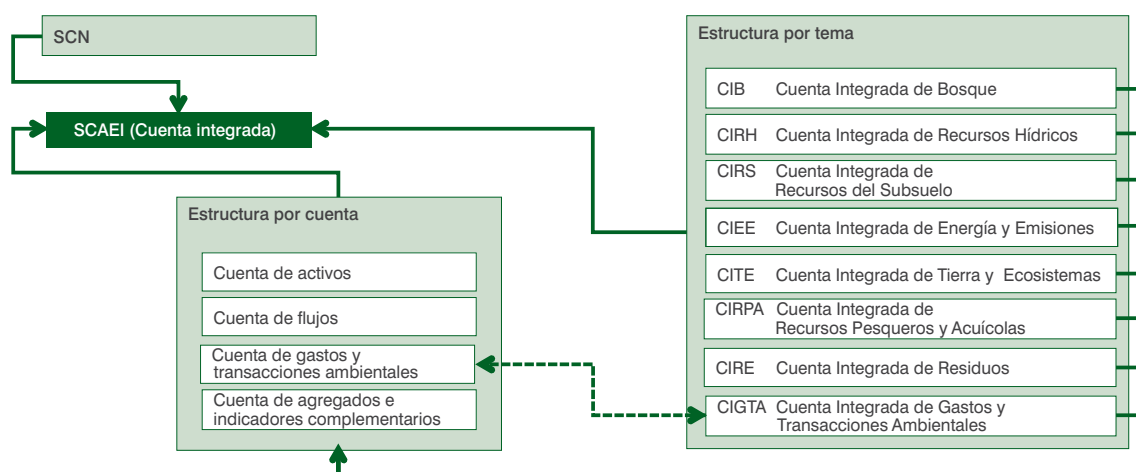 SCN
SCAEI (Cuenta integrada)
Estructura por cuenta
Cuenta de activos
Cuenta de flujos
Cuenta de gastos y
transacciones ambientales
Cuenta de agregados e
indicadores complementarios
Estructura por tema
CIB Cuenta Integrada de Bosque
CIRH Cuenta Integrada de Recursos Hídricos
CIRS Cuenta Integrada de
Recursos del Subsuelo
CIEE Cuenta Integrada de Energía y Emisiones
CITE Cuenta Integrada de Tierra y Ecosistemas
CIRPA Cuenta Integrada de
Recursos Pesqueros y Acuícolas
CIRE Cuenta Integrada de Residuos
CIGTA Cuenta Integrada de Gastos y
Transacciones Ambientales